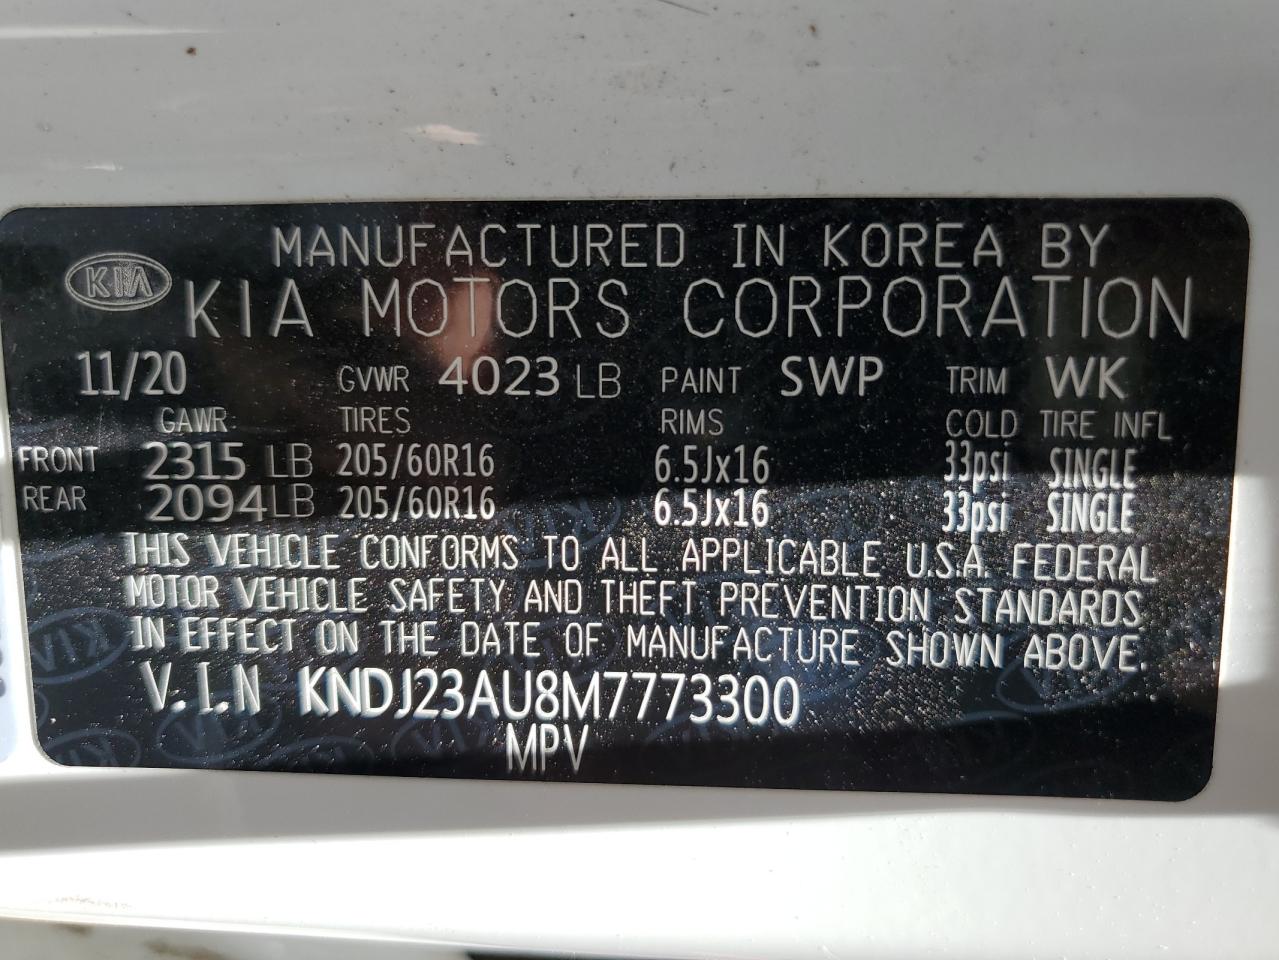 MANUFACTURED IN KOREA BY
KIA KIA MOTORS CORPORATION
11/20 GVWR 4023 LB PAINT SWP TRIM WK
GAWR TIRES RIMS COLD TIRE INFL
FRONT 2315 LB 205/60R16 6.5Jx16 33psi SINGLE
REAR 2094LB 205/60R16 6.5Jx16 33psi SINGLE
THIS VEHICLE CONFORMS TO ALL APPLICABLE U.S.A. FEDERAL
MOTOR VEHICLE SAFETY AND THEFT PREVENTION STANDARDS
IN EFFECT ON THE DATE OF MANUFACTURE SHOWN ABOVE.
V.I.N KNDJ23AU8M7773300
MPV